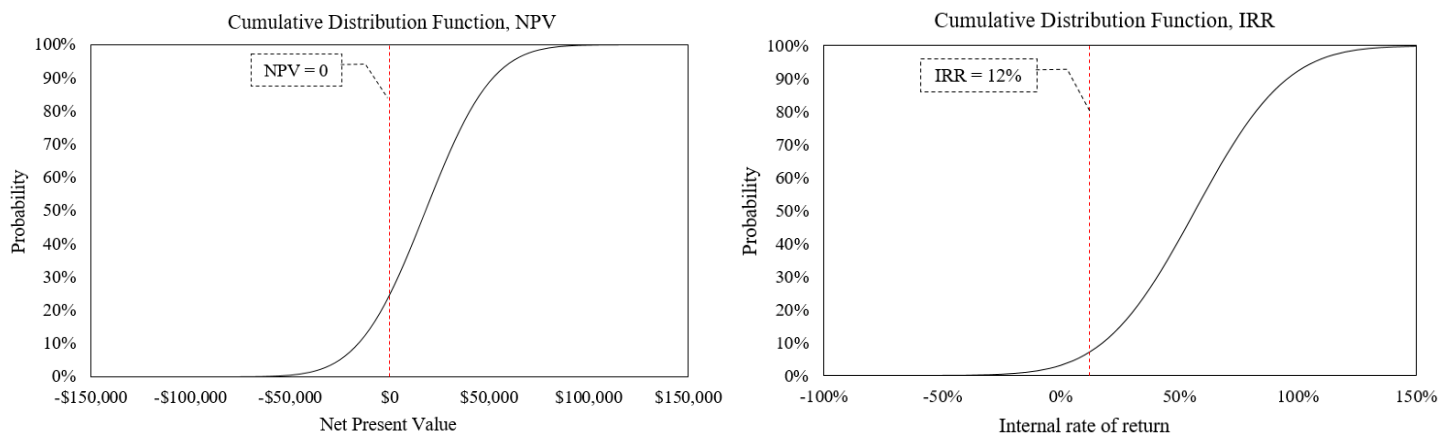 Cumulative Distribution Function, NPV
100%
90%
80%
70%
60%
50%
40%
30%
20%
10%
0%
Probability
NPV = 0
-$150,000 -$100,000 -$50,000 $0 $50,000 $100,000 $150,000
Net Present Value
Cumulative Distribution Function, IRR
100%
90%
80%
70%
60%
50%
40%
30%
20%
10%
0%
Probability
IRR = 12%
-100% -50% 0% 50% 100% 150%
Internal rate of return